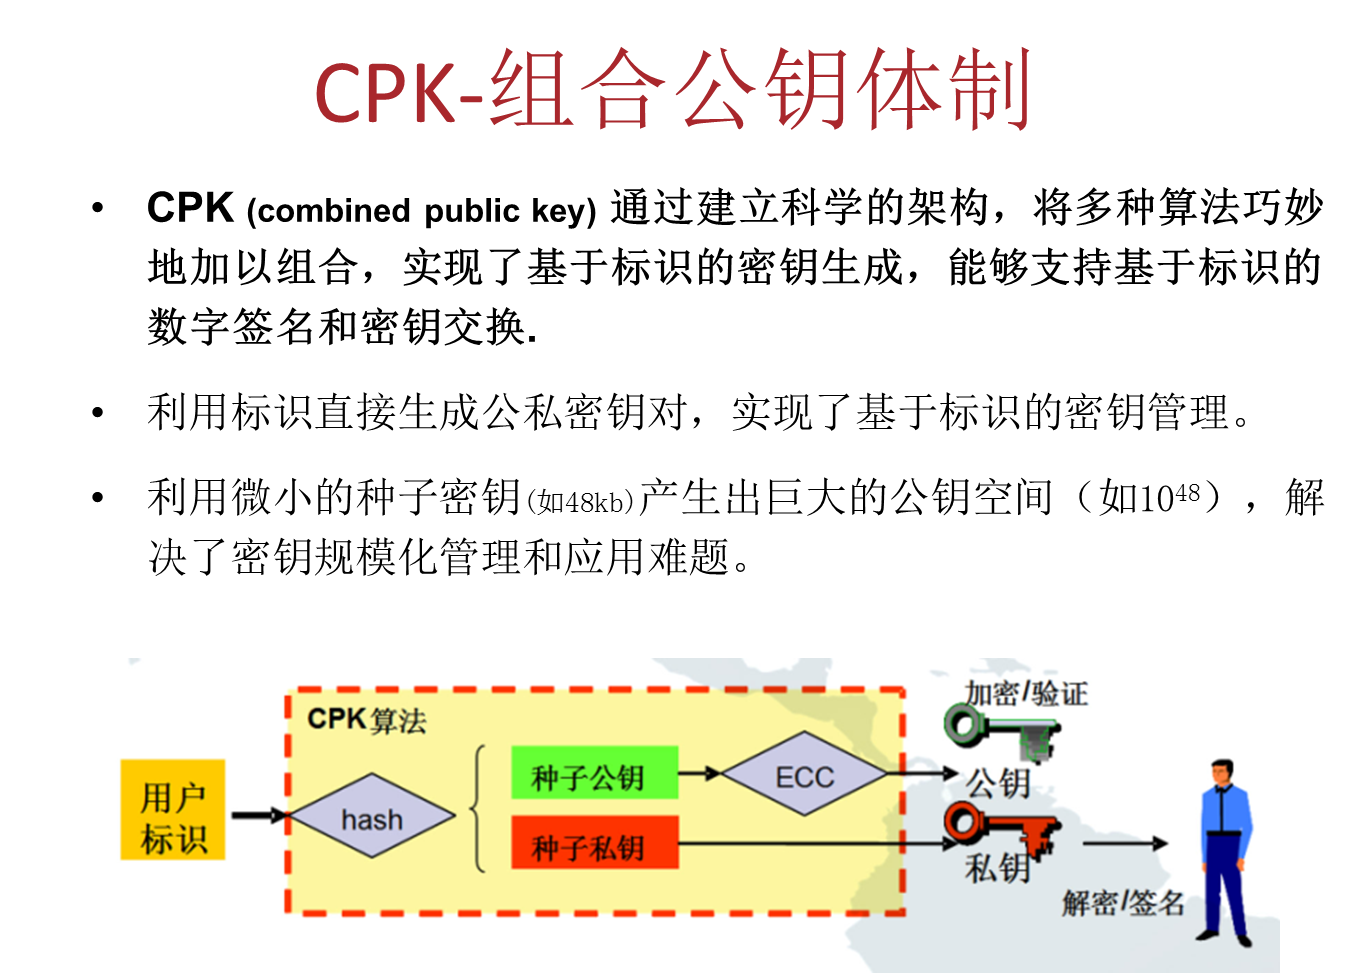 CPK-组合公钥体制
• CPK (combined public key) 通过建立科学的架构，将多种算法巧妙
地加以组合，实现了基于标识的密钥生成，能够支持基于标识的
数字签名和密钥交换.
• 利用标识直接生成公私密钥对，实现了基于标识的密钥管理。
• 利用微小的种子密钥(如48kb)产生出巨大的公钥空间（如10⁴⁸），解
决了密钥规模化管理和应用难题。
CPK 算法
用户
标识
hash
种子公钥
种子私钥
ECC
加密/验证
公钥
私钥
解密/签名